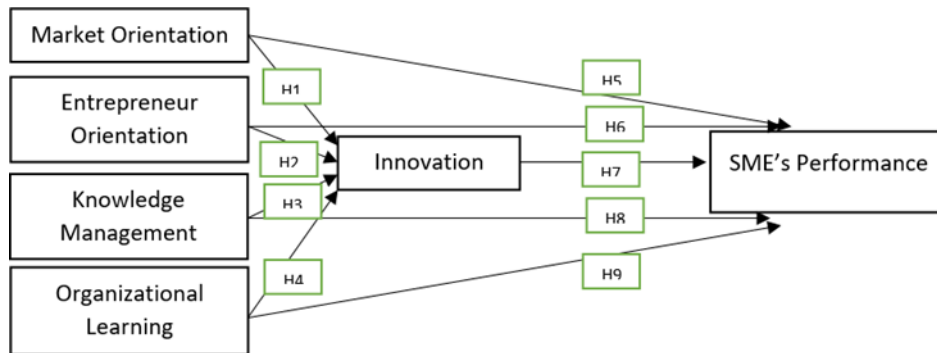 Market Orientation
H1
H5
Entrepreneur
Orientation
H6
H2
Innovation
H7
SME's Performance
Knowledge
Management
H3
H8
H4
H9
Organizational
Learning